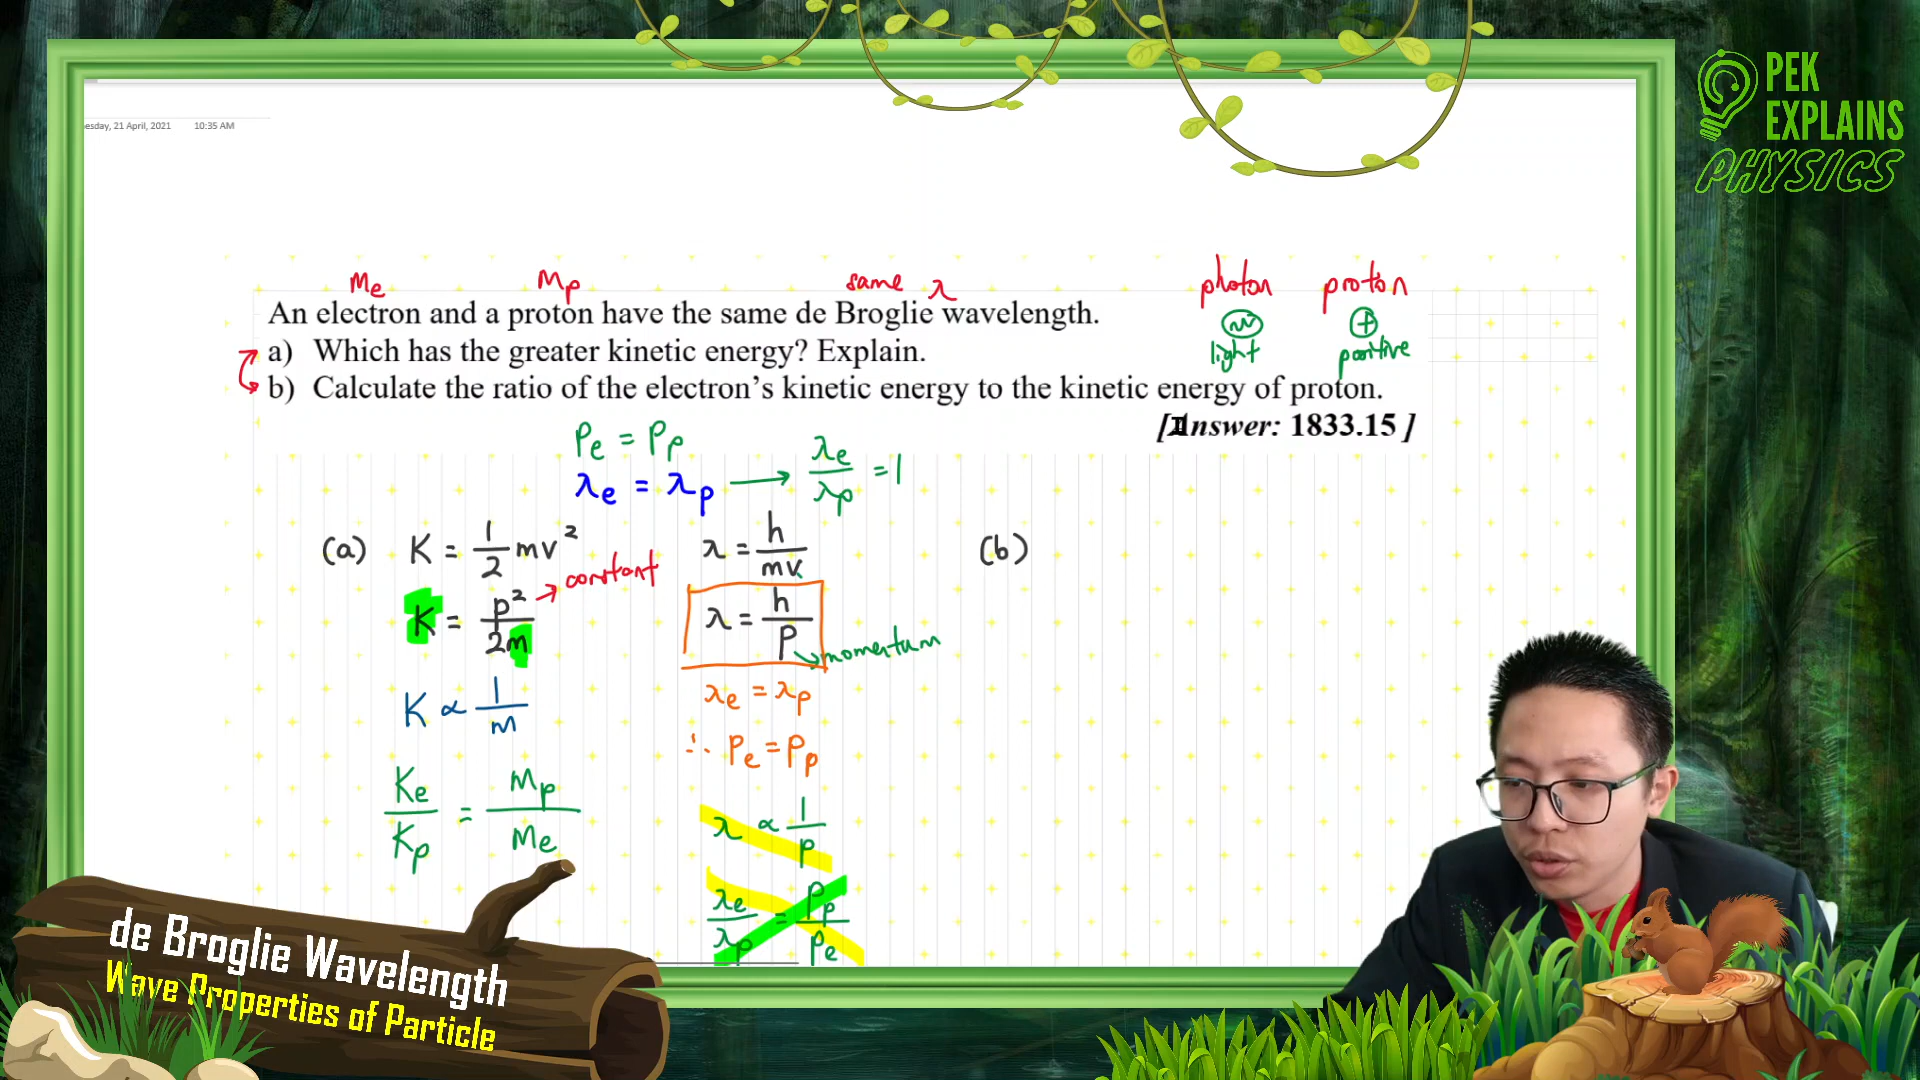 PEK
EXPLAINS
PHYSICS
esday, 21 April, 2021 10:35 AM
Me Mp same λ photon proton
An electron and a proton have the same de Broglie wavelength.
light positive
a) Which has the greater kinetic energy? Explain.
b) Calculate the ratio of the electron's kinetic energy to the kinetic energy of proton.
[Answer: 1833.15 ]
Pe = Pp
λe = λp → λe/λp = 1
(a) K = 1/2 mv² λ = h/mv (b)
K = p²/2m → constant λ = h/P momentum
λe = λp
K ∝ 1/m
∴ Pe = Pp
Ke/Kp = Mp/Me
λ ∝ 1/p
λe/λp = Pp/Pe
de Broglie Wavelength
Wave Properties of Particle